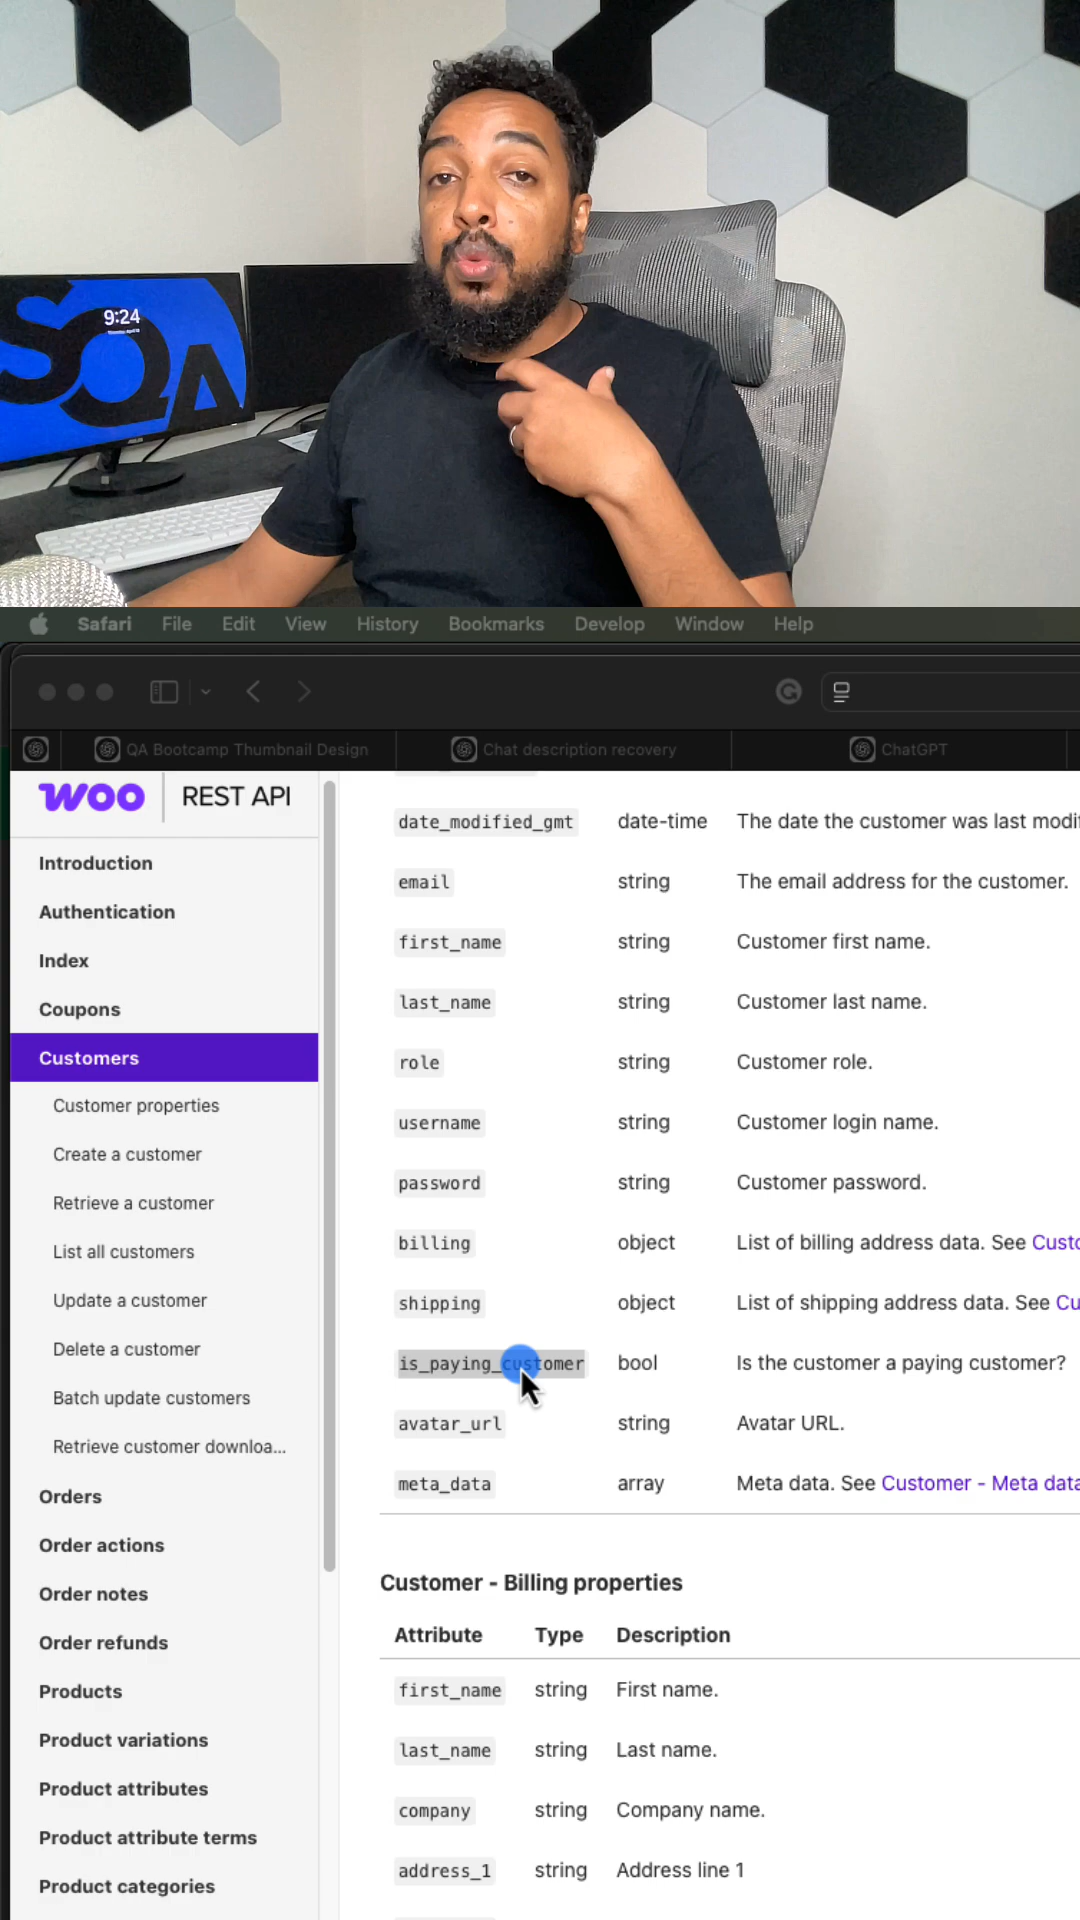 SQA
9:24
Safari File Edit View History Bookmarks Develop Window Help
QA Bootcamp Thumbnail Design Chat description recovery ChatGPT
Woo REST API
Introduction
Authentication
Index
Coupons
Customers
Customer properties
Create a customer
Retrieve a customer
List all customers
Update a customer
Delete a customer
Batch update customers
Retrieve customer downloa...
Orders
Order actions
Order notes
Order refunds
Products
Product variations
Product attributes
Product attribute terms
Product categories
date_modified_gmt date-time The date the customer was last modif
email string The email address for the customer.
first_name string Customer first name.
last_name string Customer last name.
role string Customer role.
username string Customer login name.
password string Customer password.
billing object List of billing address data. See Custo
shipping object List of shipping address data. See Cu
is_paying_customer bool Is the customer a paying customer?
avatar_url string Avatar URL.
meta_data array Meta data. See Customer - Meta data
Customer - Billing properties
Attribute Type Description
first_name string First name.
last_name string Last name.
company string Company name.
address_1 string Address line 1